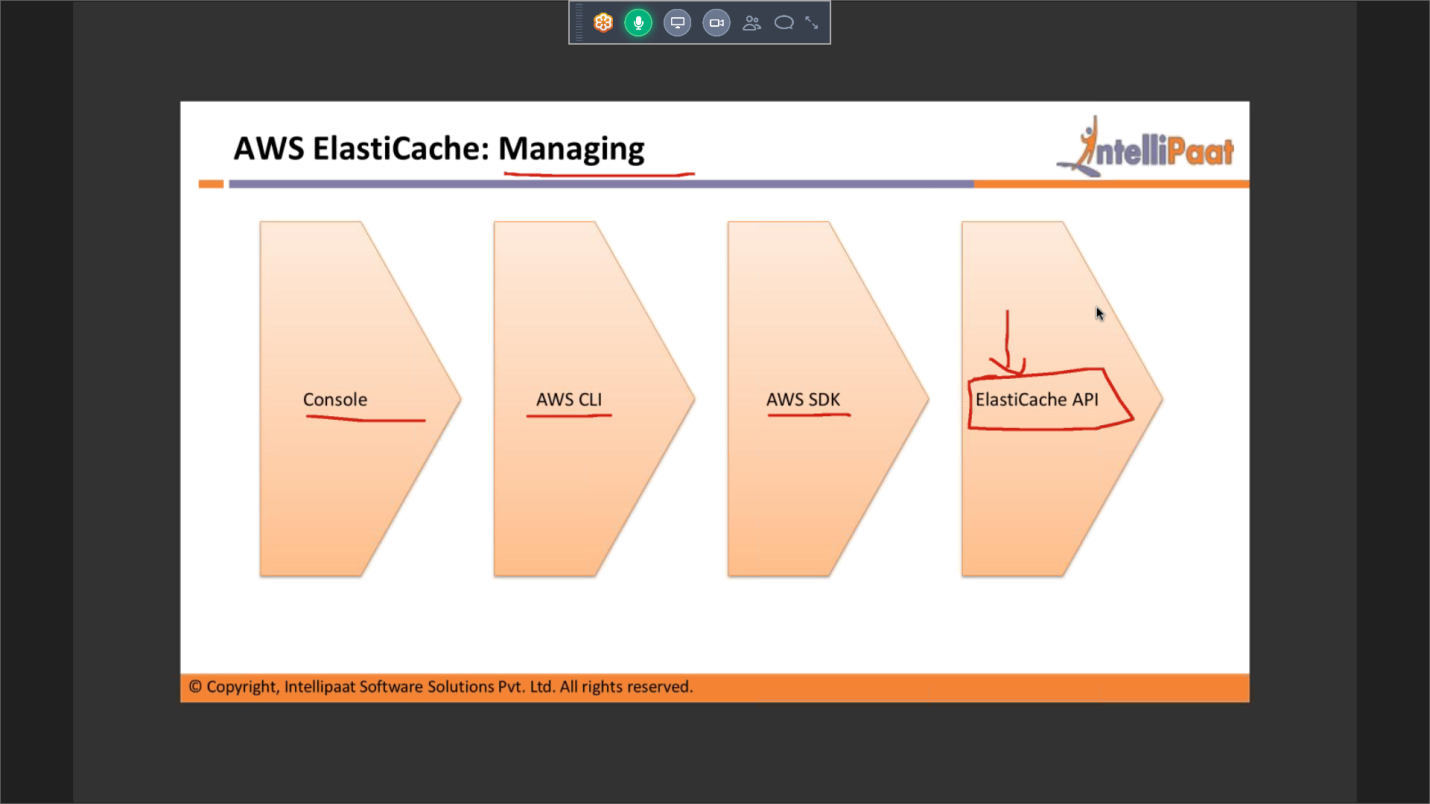 AWS ElastiCache: Managing
IntelliPaat
Console
AWS CLI
AWS SDK
ElastiCache API
© Copyright, Intellipaat Software Solutions Pvt. Ltd. All rights reserved.